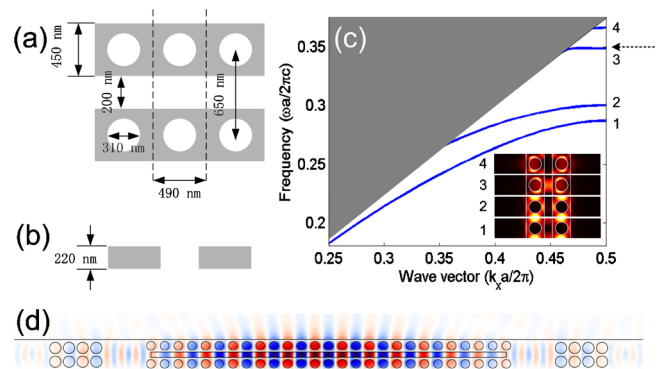 (a)
450 nm
200 nm
650 nm
310 nm
490 nm
(b)
220 nm
(c)
Frequency (ωa/2πc)
0.35
0.3
0.25
0.2
4
3
2
1
4
3
2
1
0.25 0.3 0.35 0.4 0.45 0.5
Wave vector (kₓa/2π)
(d)